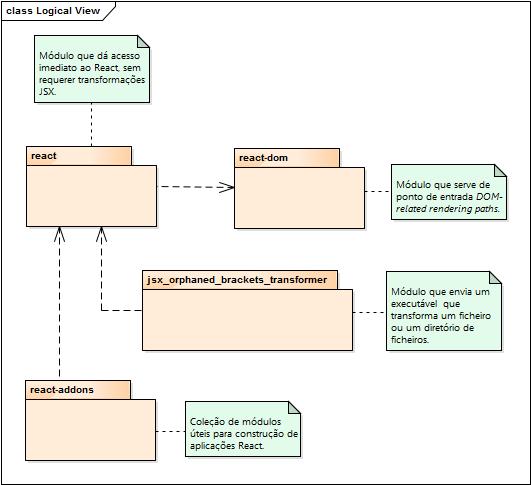 class Logical View
Módulo que dá acesso
imediato ao React, sem
requerer transformações
JSX.
react
react-dom
Módulo que serve de
ponto de entrada DOM-
related rendering paths.
jsx_orphaned_brackets_transformer
Módulo que envia um
executável que
transforma um ficheiro
ou um diretório de
ficheiros.
react-addons
Coleção de módulos
úteis para construção de
aplicações React.